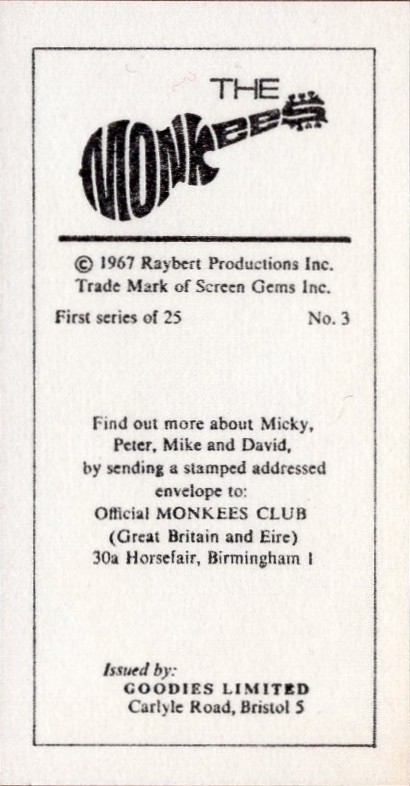 THE
MONKEES
© 1967 Raybert Productions Inc.
Trade Mark of Screen Gems Inc.
First series of 25 No. 3
Find out more about Micky,
Peter, Mike and David,
by sending a stamped addressed
envelope to:
Official MONKEES CLUB
(Great Britain and Eire)
30a Horsefair, Birmingham 1
Issued by:
GOODIES LIMITED
Carlyle Road, Bristol 5